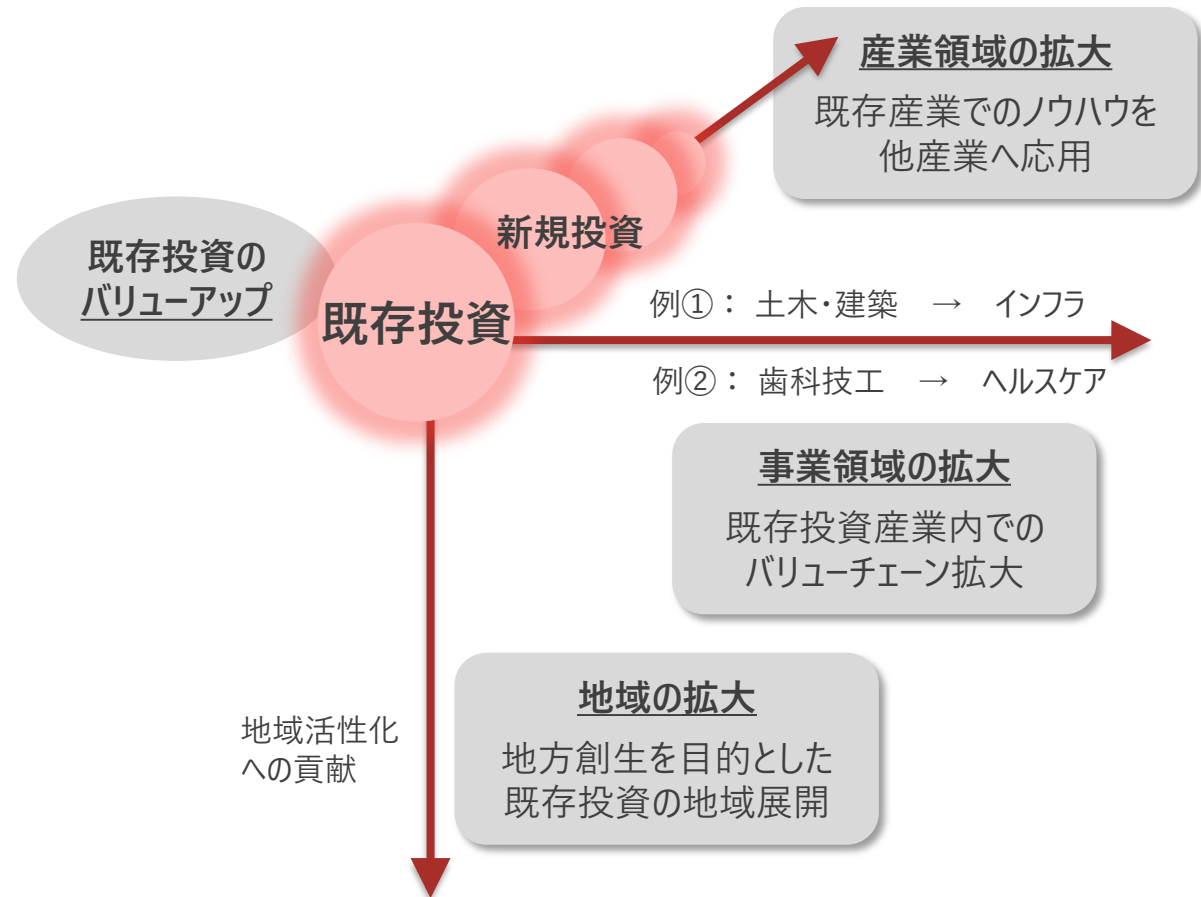 産業領域の拡大
既存産業でのノウハウを
他産業へ応用
新規投資
既存投資の
バリューアップ
既存投資
例①： 土木・建築 → インフラ
例②： 歯科技工 → ヘルスケア
事業領域の拡大
既存投資産業内での
バリューチェーン拡大
地域の拡大
地方創生を目的とした
既存投資の地域展開
地域活性化
への貢献